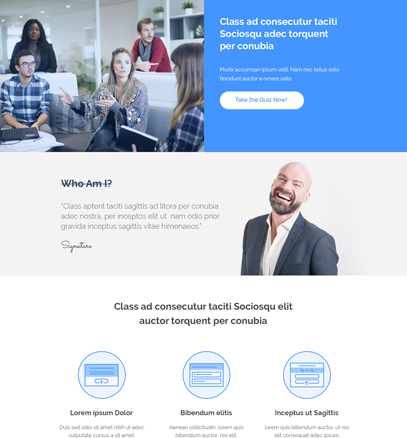 Class ad consecutur taciti
Sociosqu adec torquent
per conubia
Morbi accumsan ipsum velit. Nam nec tellus odio
tincidunt auctor a ornare odio.
Take the Quiz Now!
Who Am I?
"Class aptent taciti sagittis ad litora per conubia
adec nostra, per inceptos elit ut nam odio prior
gravida inceptus sagittis vitae himenaeos."
Signature
Class ad consecutur taciti Sociosqu elit
auctor torquent per conubia
Lorem ipsum Dolor
Duis sed odio sit amet nibh ut adec
vulputate cursus a sit amet.
Bibendum elitis
Aenean sollicitudin, lorem quis
bibendum auctor, nisi elit.
Inceptus ut Sagittis
lorem quis bibendum auctor, ut nisi
elit consequat adec ipsum.